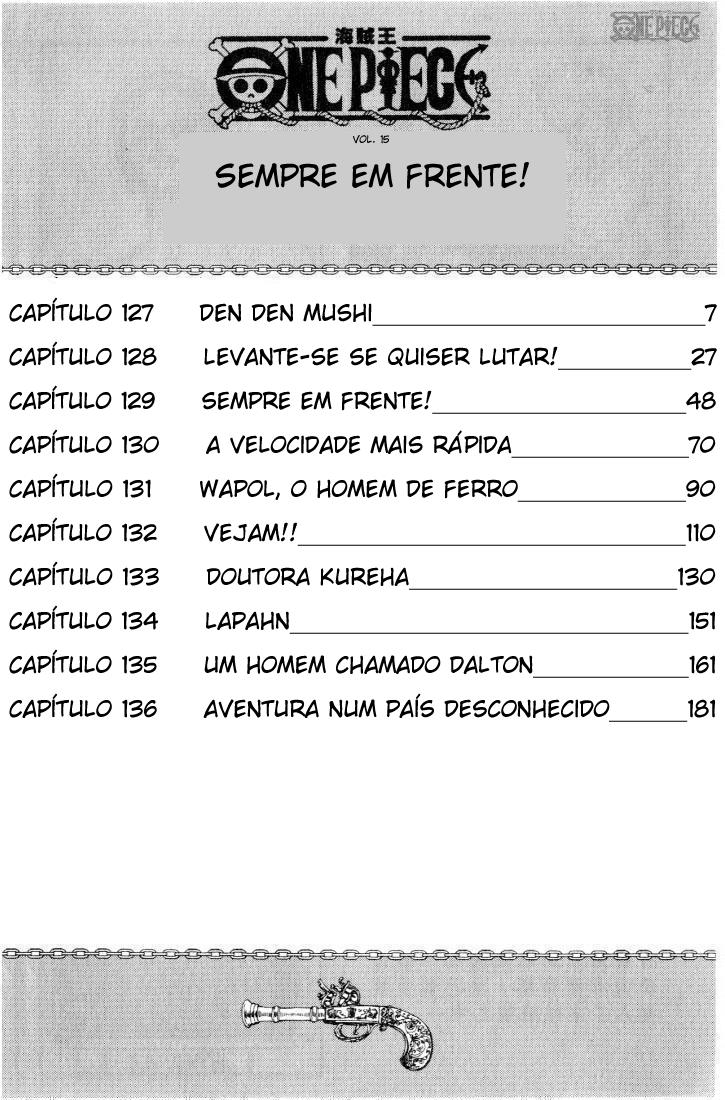 ONE PIECE
海賊王
ONE PIECE
VOL. 15
SEMPRE EM FRENTE!
CAPÍTULO 127 DEN DEN MUSHI 7
CAPÍTULO 128 LEVANTE-SE SE QUISER LUTAR! 27
CAPÍTULO 129 SEMPRE EM FRENTE! 48
CAPÍTULO 130 A VELOCIDADE MAIS RÁPIDA 70
CAPÍTULO 131 WAPOL, O HOMEM DE FERRO 90
CAPÍTULO 132 VEJAM!! 110
CAPÍTULO 133 DOUTORA KUREHA 130
CAPÍTULO 134 LAPAHN 151
CAPÍTULO 135 UM HOMEM CHAMADO DALTON 161
CAPÍTULO 136 AVENTURA NUM PAÍS DESCONHECIDO 181